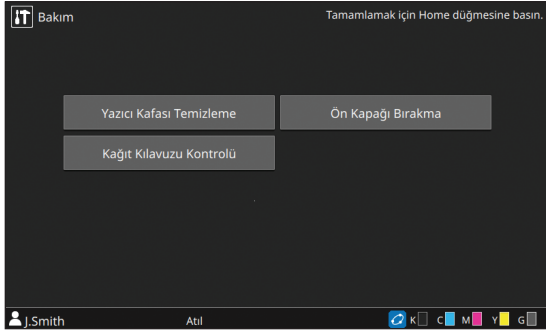 Bakım
Tamamlamak için Home düğmesine basın.
Yazıcı Kafası Temizleme
Ön Kapağı Bırakma
Kağıt Kılavuzu Kontrolü
J.Smith
Atıl
K C M Y G